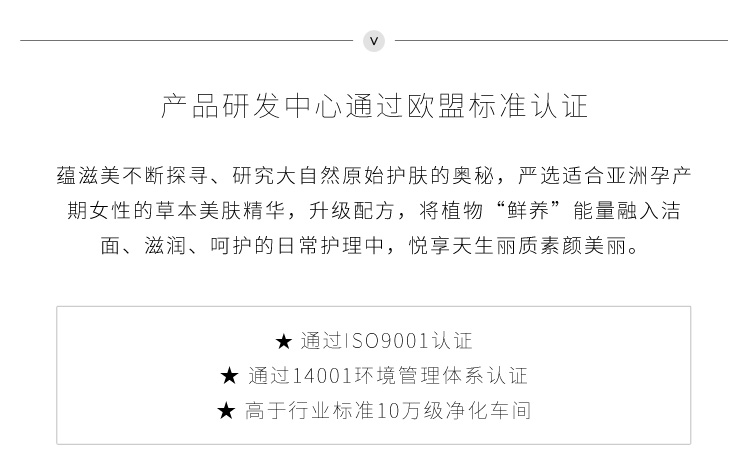 v
产品研发中心通过欧盟标准认证
蕴滋美不断探寻、研究大自然原始护肤的奥秘，严选适合亚洲孕产
期女性的草本美肤精华，升级配方，将植物“鲜养”能量融入洁
面、滋润、呵护的日常护理中，悦享天生丽质素颜美丽。
★ 通过ISO9001认证
★ 通过14001环境管理体系认证
★ 高于行业标准10万级净化车间